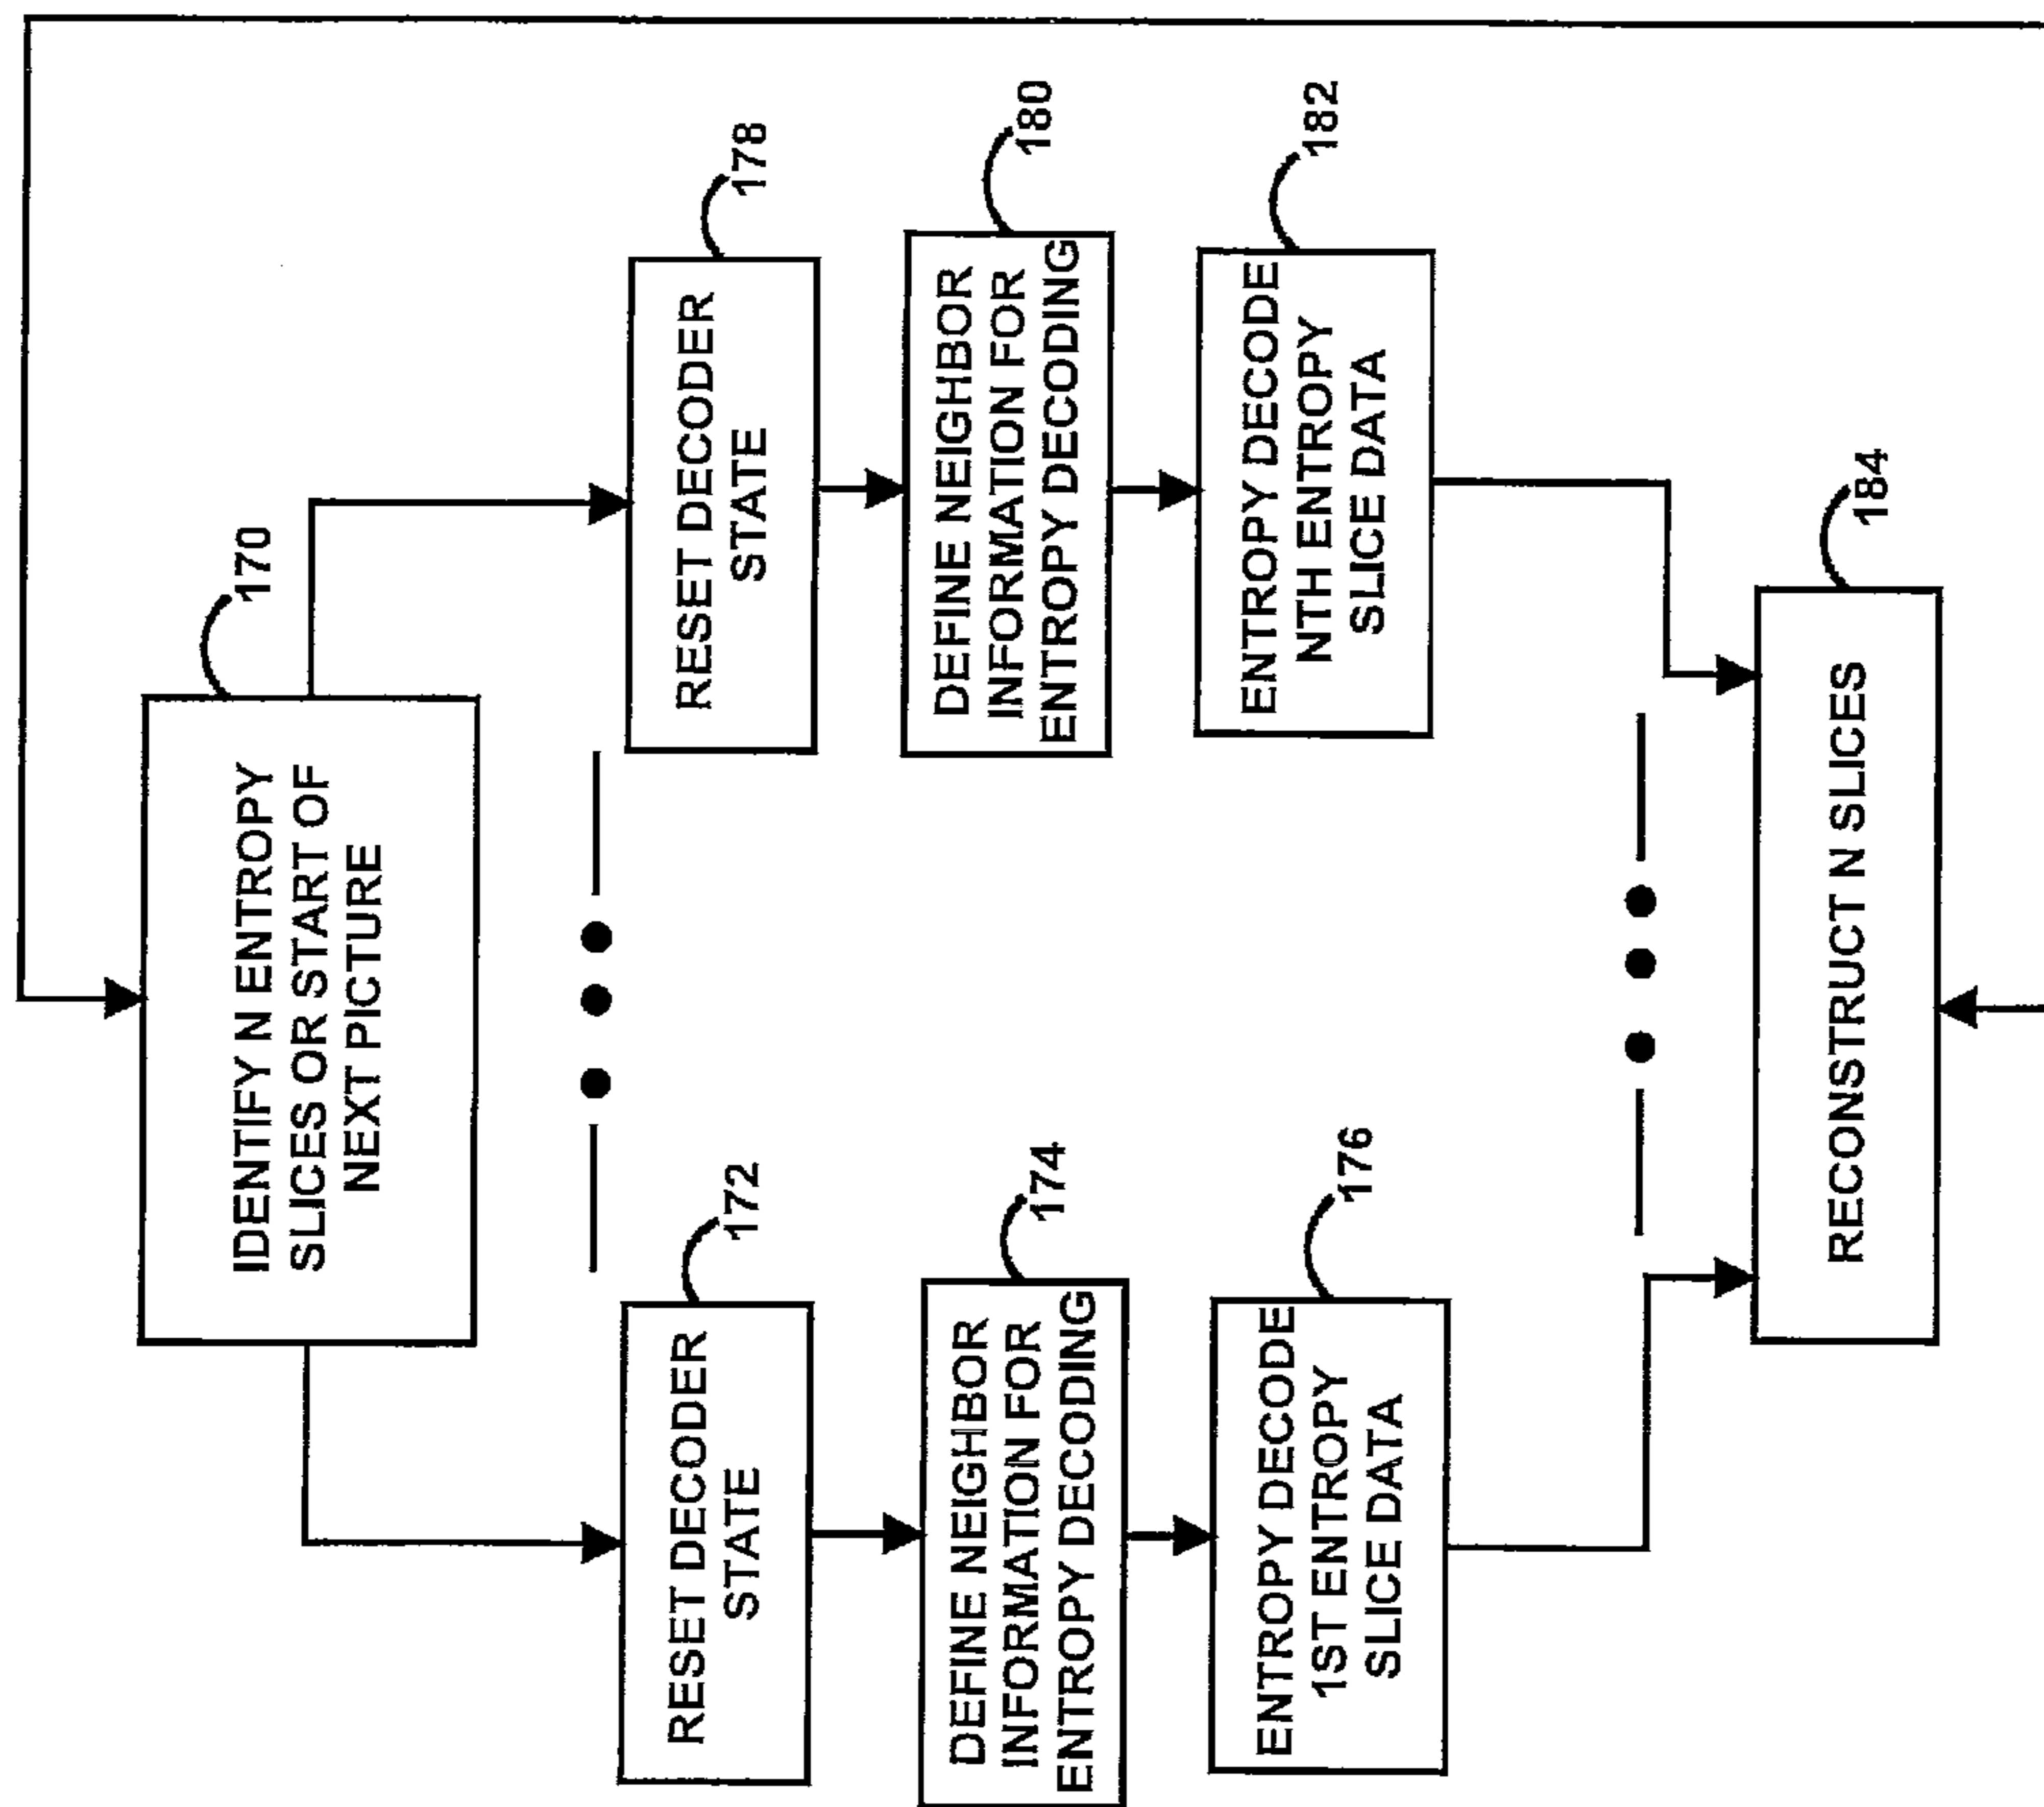 170
IDENTIFY N ENTROPY
SLICES OR START OF
NEXT PICTURE
172
RESET DECODER
STATE
174
DEFINE NEIGHBOR
INFORMATION FOR
ENTROPY DECODING
176
ENTROPY DECODE
1ST ENTROPY
SLICE DATA
178
RESET DECODER
STATE
180
DEFINE NEIGHBOR
INFORMATION FOR
ENTROPY DECODING
182
ENTROPY DECODE
NTH ENTROPY
SLICE DATA
184
RECONSTRUCT N SLICES